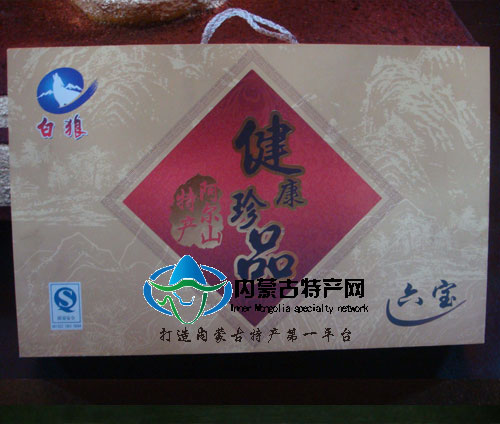 白狼
健康珍品
阿尔山
特产
内蒙古特产网
Inner Mongolia specialty network
打造内蒙古特产第一平台
六宝